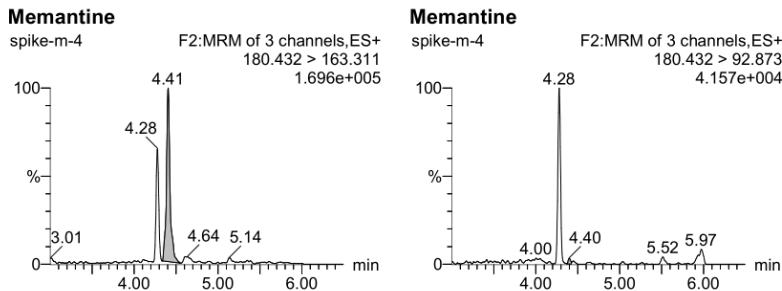 Memantine
spike-m-4 F2:MRM of 3 channels,ES+
180.432 > 163.311
1.696e+005
4.41
100
4.28
%
3.01
4.64
5.14
0
min
4.00 5.00 6.00
Memantine
spike-m-4 F2:MRM of 3 channels,ES+
180.432 > 92.873
4.157e+004
4.28
100
%
4.00
4.40
5.52
5.97
0
min
4.00 5.00 6.00